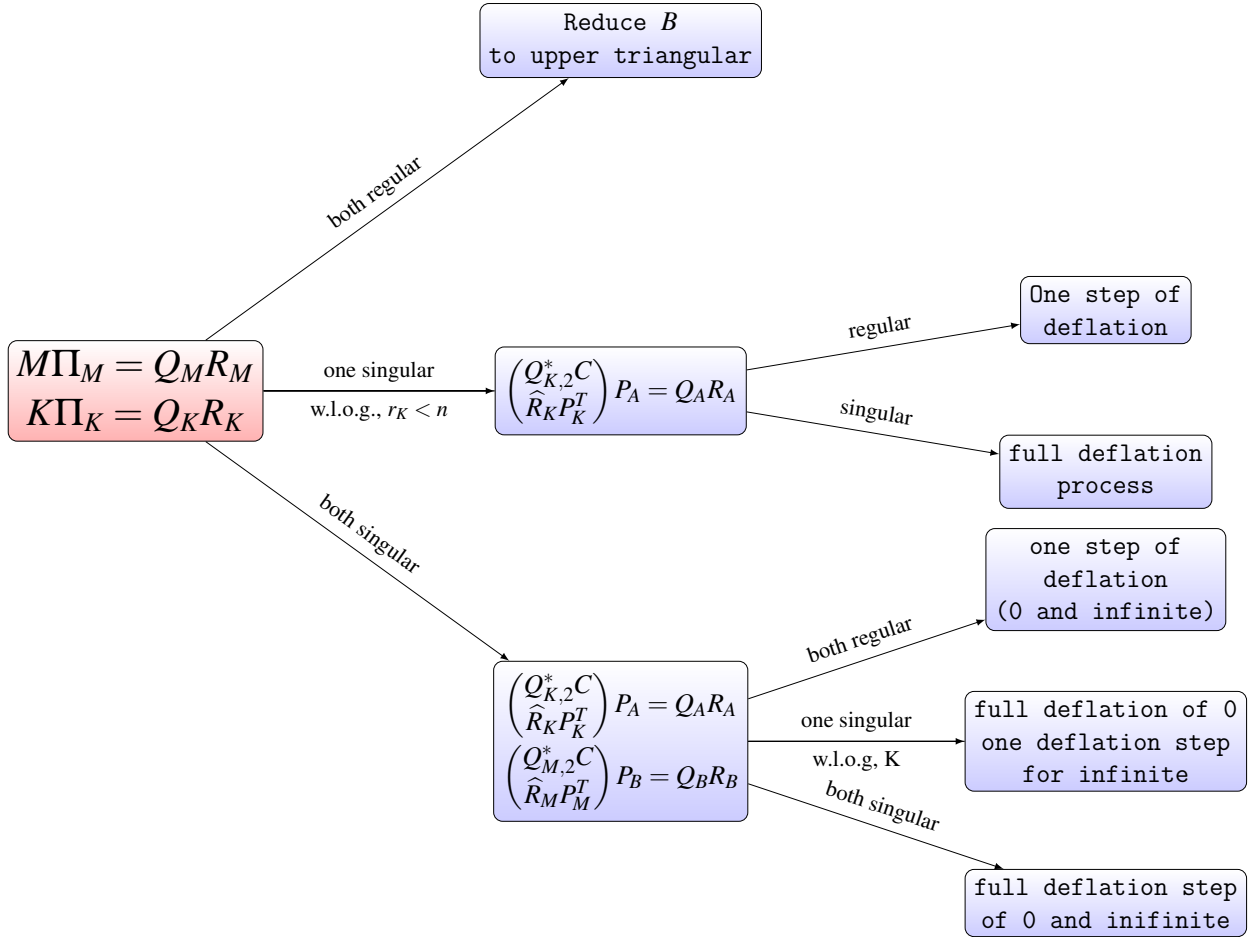 Reduce B
to upper triangular
both regular
MΠ_M = Q_M R_M
KΠ_K = Q_K R_K
one singular
w.l.o.g., r_K < n
(Q^*_{K,2} C
R̂_K P^T_K) P_A = Q_A R_A
regular
One step of
deflation
singular
full deflation
process
both singular
(Q^*_{K,2} C
R̂_K P^T_K) P_A = Q_A R_A
(Q^*_{M,2} C
R̂_M P^T_M) P_B = Q_B R_B
both regular
one step of
deflation
(0 and infinite)
one singular
w.l.o.g, K
full deflation of 0
one deflation step
for infinite
both singular
full deflation step
of 0 and inifinite